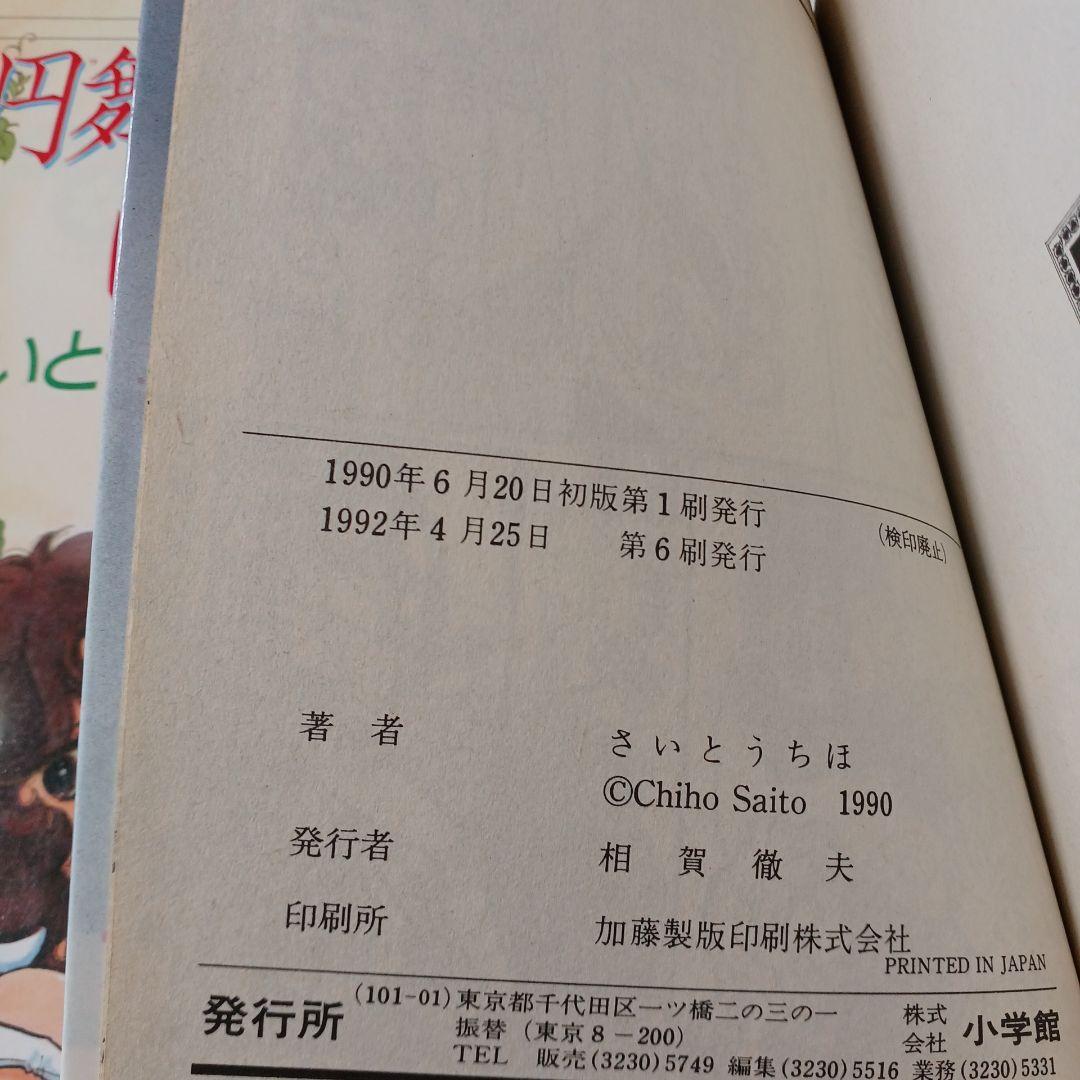 円舞
いと
1990年6月20日初版第1刷発行
(検印廃止)
1992年4月25日 第6刷発行
著者 さいとうちほ
©Chiho Saito 1990
発行者 相賀徹夫
印刷所 加藤製版印刷株式会社
PRINTED IN JAPAN
発行所 (101-01)東京都千代田区一ツ橋二の三の一 株式会社 小学館
振替(東京8-200)
TEL 販売(3230)5749 編集(3230)5516 業務(3230)5331